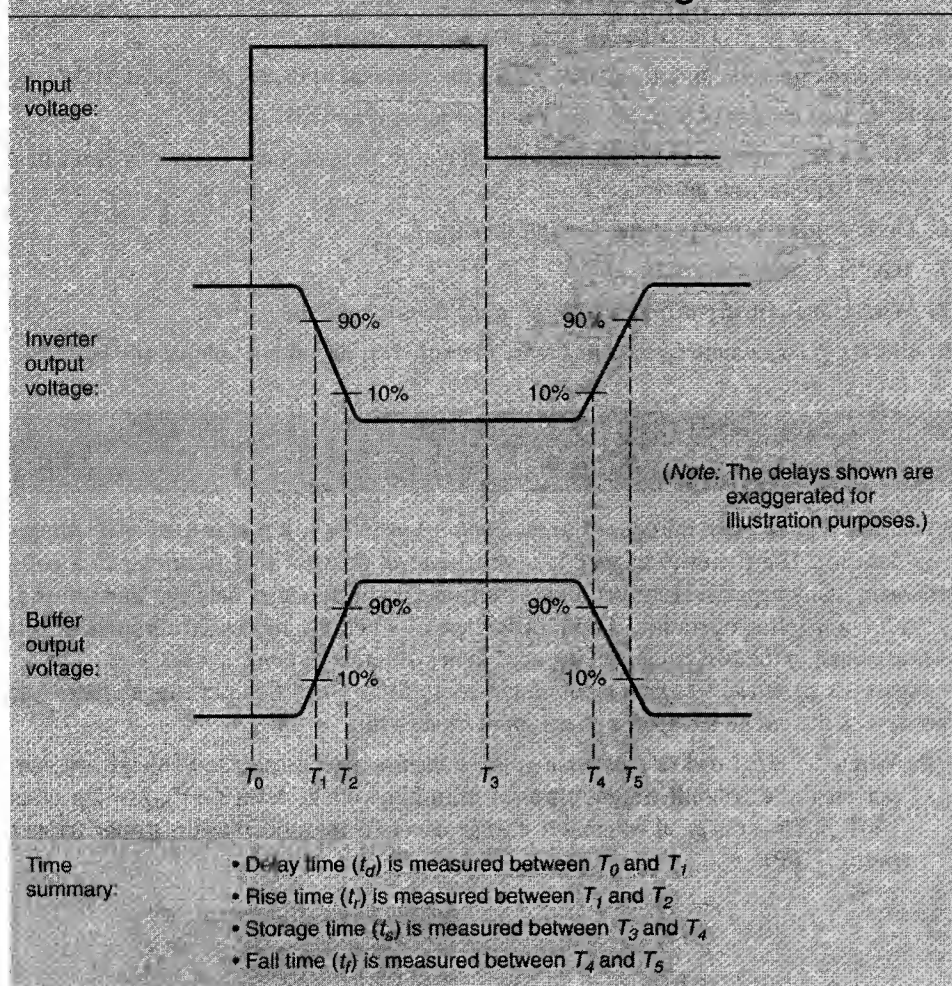 Input
voltage:
Inverter
output
voltage:
90%
90%
10%
10%
(Note: The delays shown are
exaggerated for
illustration purposes.)
Buffer
output
voltage:
90%
90%
10%
10%
T0 T1 T2 T3 T4 T5
Time
summary:
• Delay time (td) is measured between T0 and T1
• Rise time (tr) is measured between T1 and T2
• Storage time (ts) is measured between T3 and T4
• Fall time (tf) is measured between T4 and T5